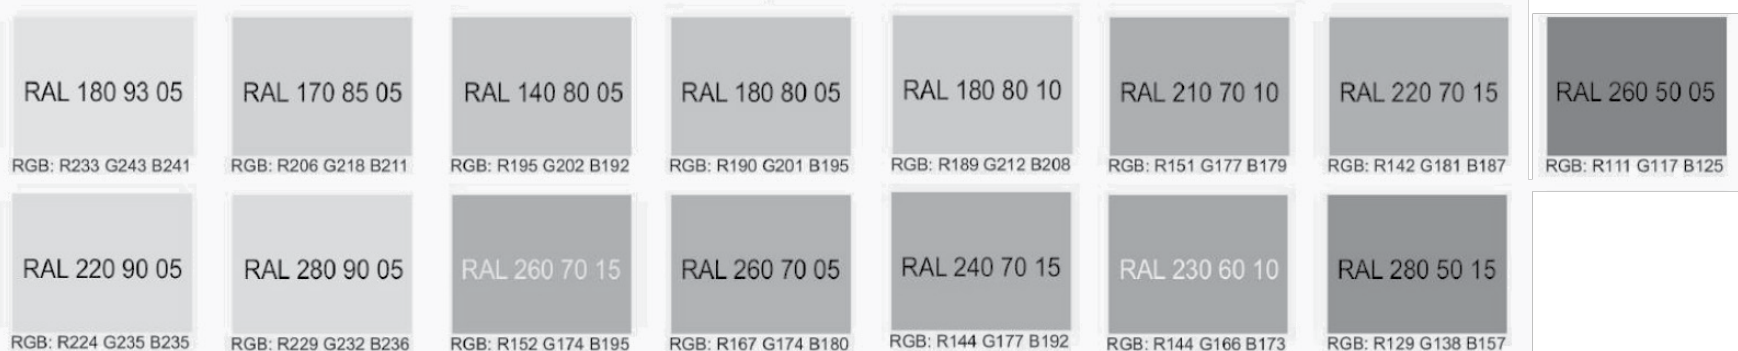 RAL 180 93 05
RGB: R233 G243 B241
RAL 170 85 05
RGB: R206 G218 B211
RAL 140 80 05
RGB: R195 G202 B192
RAL 180 80 05
RGB: R190 G201 B195
RAL 180 80 10
RGB: R189 G212 B208
RAL 210 70 10
RGB: R151 G177 B179
RAL 220 70 15
RGB: R142 G181 B187
RAL 260 50 05
RGB: R111 G117 B125
RAL 220 90 05
RGB: R224 G235 B235
RAL 280 90 05
RGB: R229 G232 B236
RAL 260 70 15
RGB: R152 G174 B195
RAL 260 70 05
RGB: R167 G174 B180
RAL 240 70 15
RGB: R144 G177 B192
RAL 230 60 10
RGB: R144 G166 B173
RAL 280 50 15
RGB: R129 G138 B157